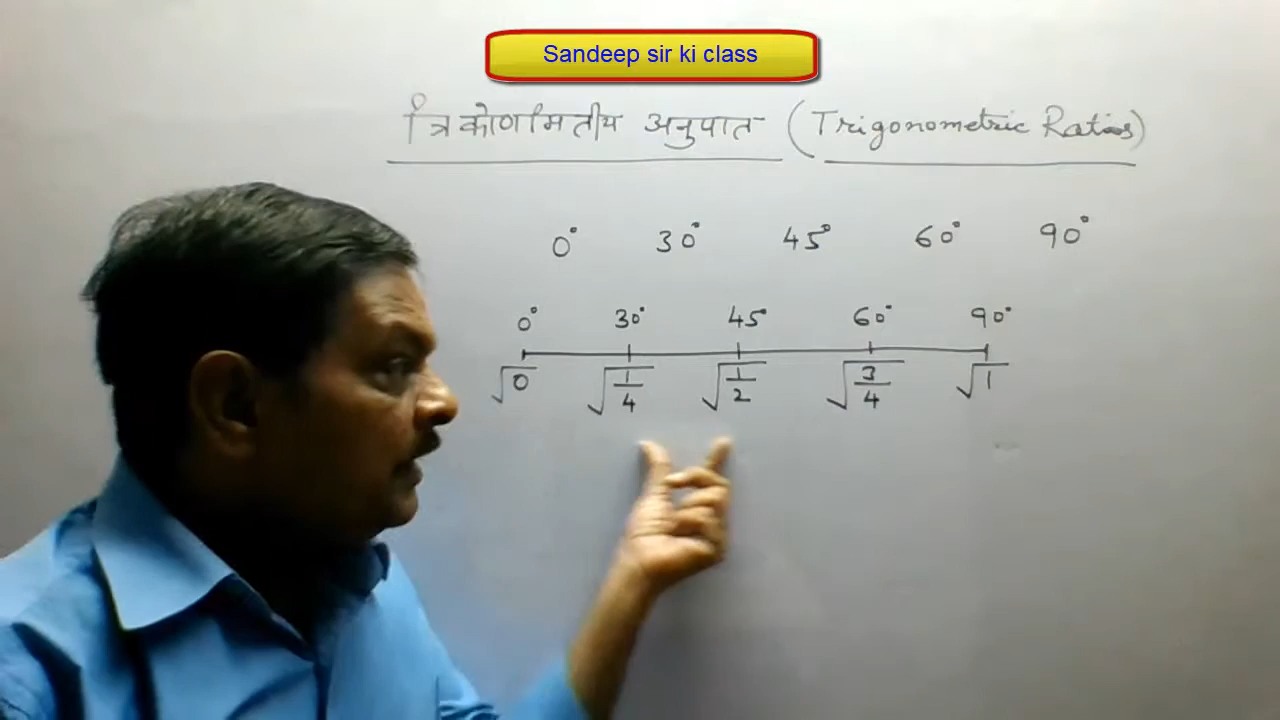 Sandeep sir ki class
त्रिकोणमितीय अनुपात (Trigonometric Ratios)
0° 30° 45° 60° 90°
0° 30° 45° 60° 90°
√0 √1/4 √1/2 √3/4 √1